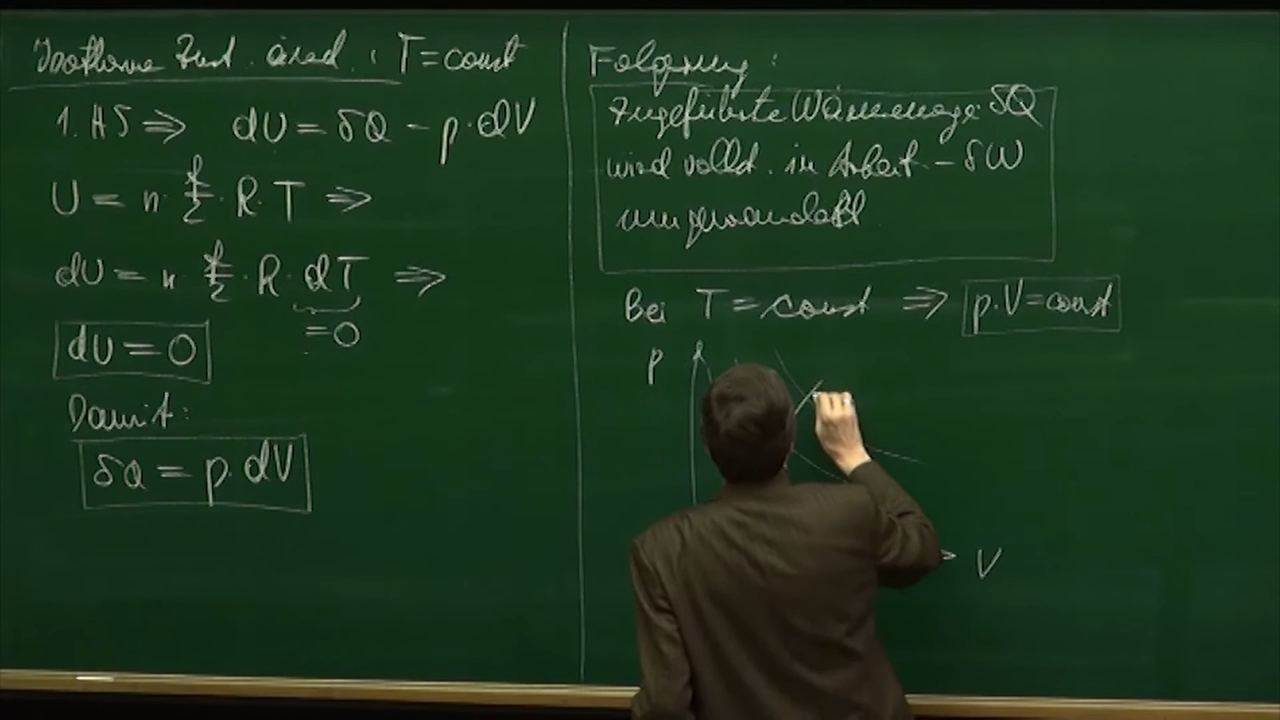 Isotherme Zust. änd.: T = const
1. HS ⇒ dU = δQ − p·dV
U = n · f/2 · R · T ⇒
dU = n · f/2 · R · dT ⇒
= 0
dU = 0
Damit:
δQ = p·dV
Folgerung:
Zugeführte Wärmemenge δQ
wird vollst. in Arbeit − δW
umgewandelt
Bei T = const ⇒ p·V = const
p
V